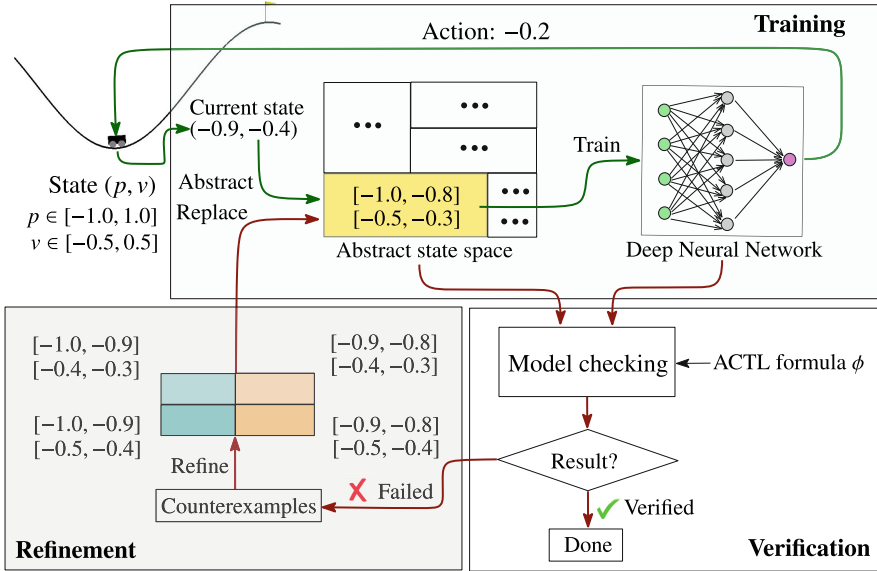 Training
Action: −0.2
Current state
(−0.9, −0.4)
•••
•••
•••
State (p, v)
p ∈ [−1.0, 1.0]
v ∈ [−0.5, 0.5]
Abstract
Replace
[−1.0, −0.8]
[−0.5, −0.3]
•••
•••
Train
Abstract state space
Deep Neural Network
[−1.0, −0.9]
[−0.4, −0.3]
[−0.9, −0.8]
[−0.4, −0.3]
[−1.0, −0.9]
[−0.5, −0.4]
[−0.9, −0.8]
[−0.5, −0.4]
Refine
Counterexamples
Failed
Refinement
Model checking
ACTL formula ϕ
Result?
Verified
Done
Verification